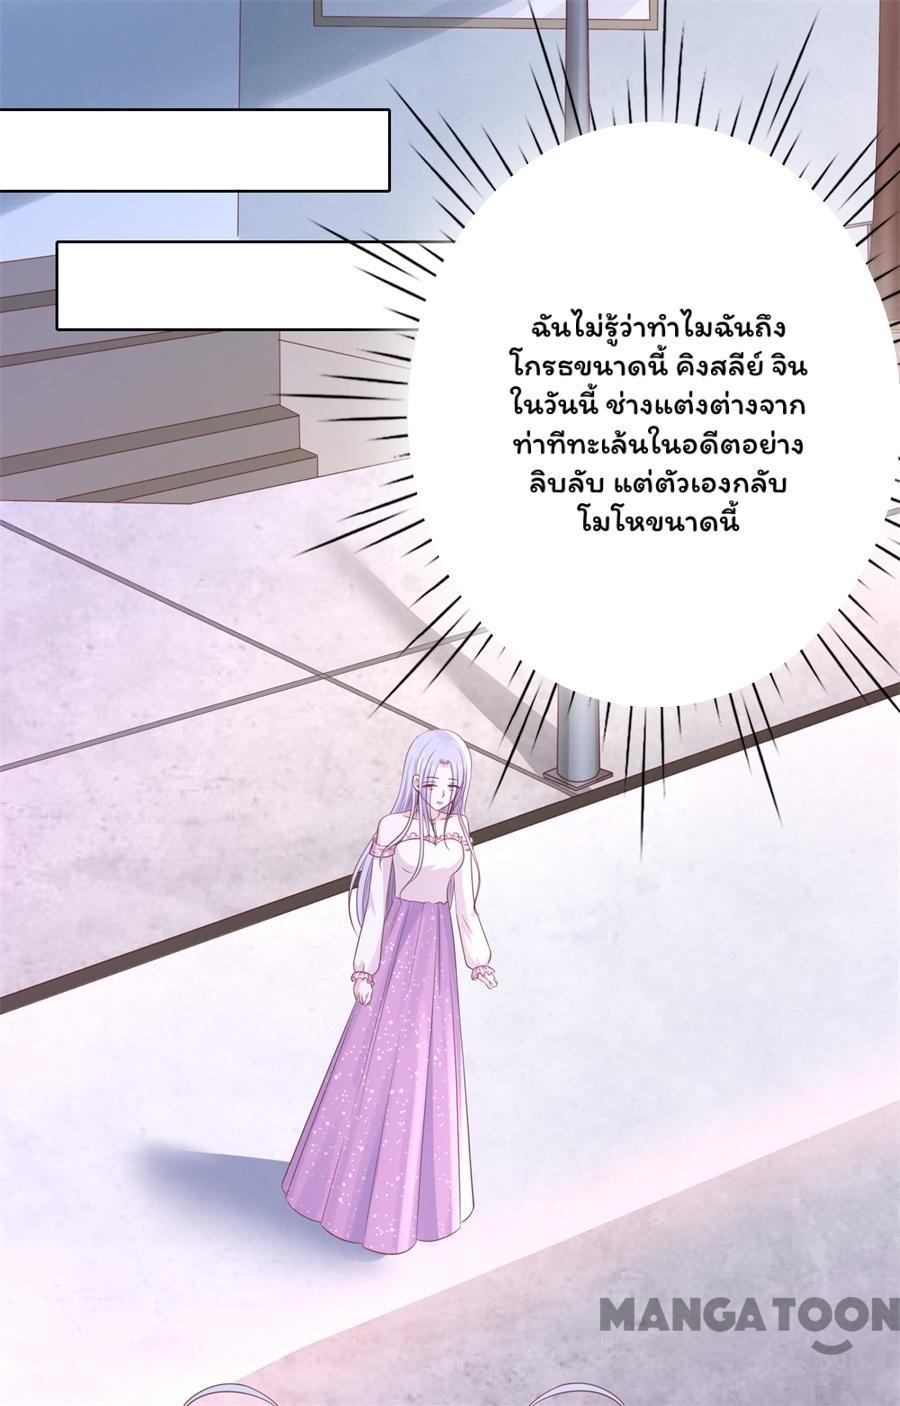 ฉันไม่รู้ว่าทำไมฉันถึง
โกรธขนาดนี้ คิงสลีย์ จิน
ในวันนี้ ช่างแต่งต่างจาก
ท่าทีทะเล้นในอดีตอย่าง
ลิบลับ แต่ตัวเองกลับ
โมโหขนาดนี้
MANGA TOON